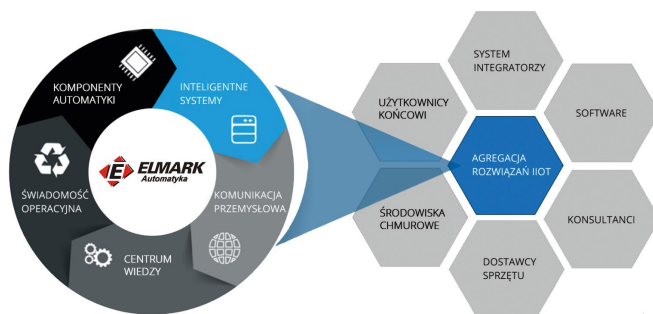 KOMPONENTY
AUTOMATYKI
INTELIGENTNE
SYSTEMY
ŚWIADOMOŚĆ
OPERACYJNA
E ELMARK
Automatyka
KOMUNIKACJA
PRZEMYSŁOWA
CENTRUM
WIEDZY
SYSTEM
INTEGRATORZY
UŻYTKOWNICY
KOŃCOWI
SOFTWARE
AGREGACJA
ROZWIĄZAŃ IIOT
ŚRODOWISKA
CHMUROWE
KONSULTANCI
DOSTAWCY
SPRZĘTU